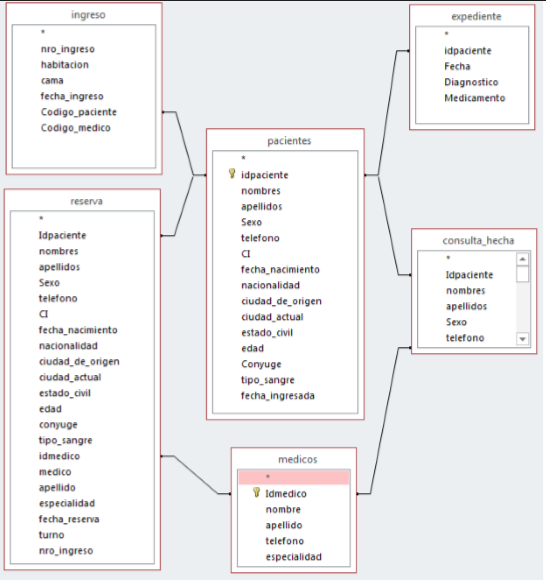 ingreso
*
nro_ingreso
habitacion
cama
fecha_ingreso
Codigo_paciente
Codigo_medico
expediente
*
idpaciente
Fecha
Diagnostico
Medicamento
pacientes
*
idpaciente
nombres
apellidos
Sexo
telefono
CI
fecha_nacimiento
nacionalidad
ciudad_de_origen
ciudad_actual
estado_civil
edad
Conyuge
tipo_sangre
fecha_ingresada
reserva
*
Idpaciente
nombres
apellidos
Sexo
telefono
CI
fecha_nacimiento
nacionalidad
ciudad_de_origen
ciudad_actual
estado_civil
edad
conyuge
tipo_sangre
idmedico
medico
apellido
especialidad
fecha_reserva
turno
nro_ingreso
consulta_hecha
*
Idpaciente
nombres
apellidos
Sexo
telefono
medicos
*
Idmedico
nombre
apellido
telefono
especialidad